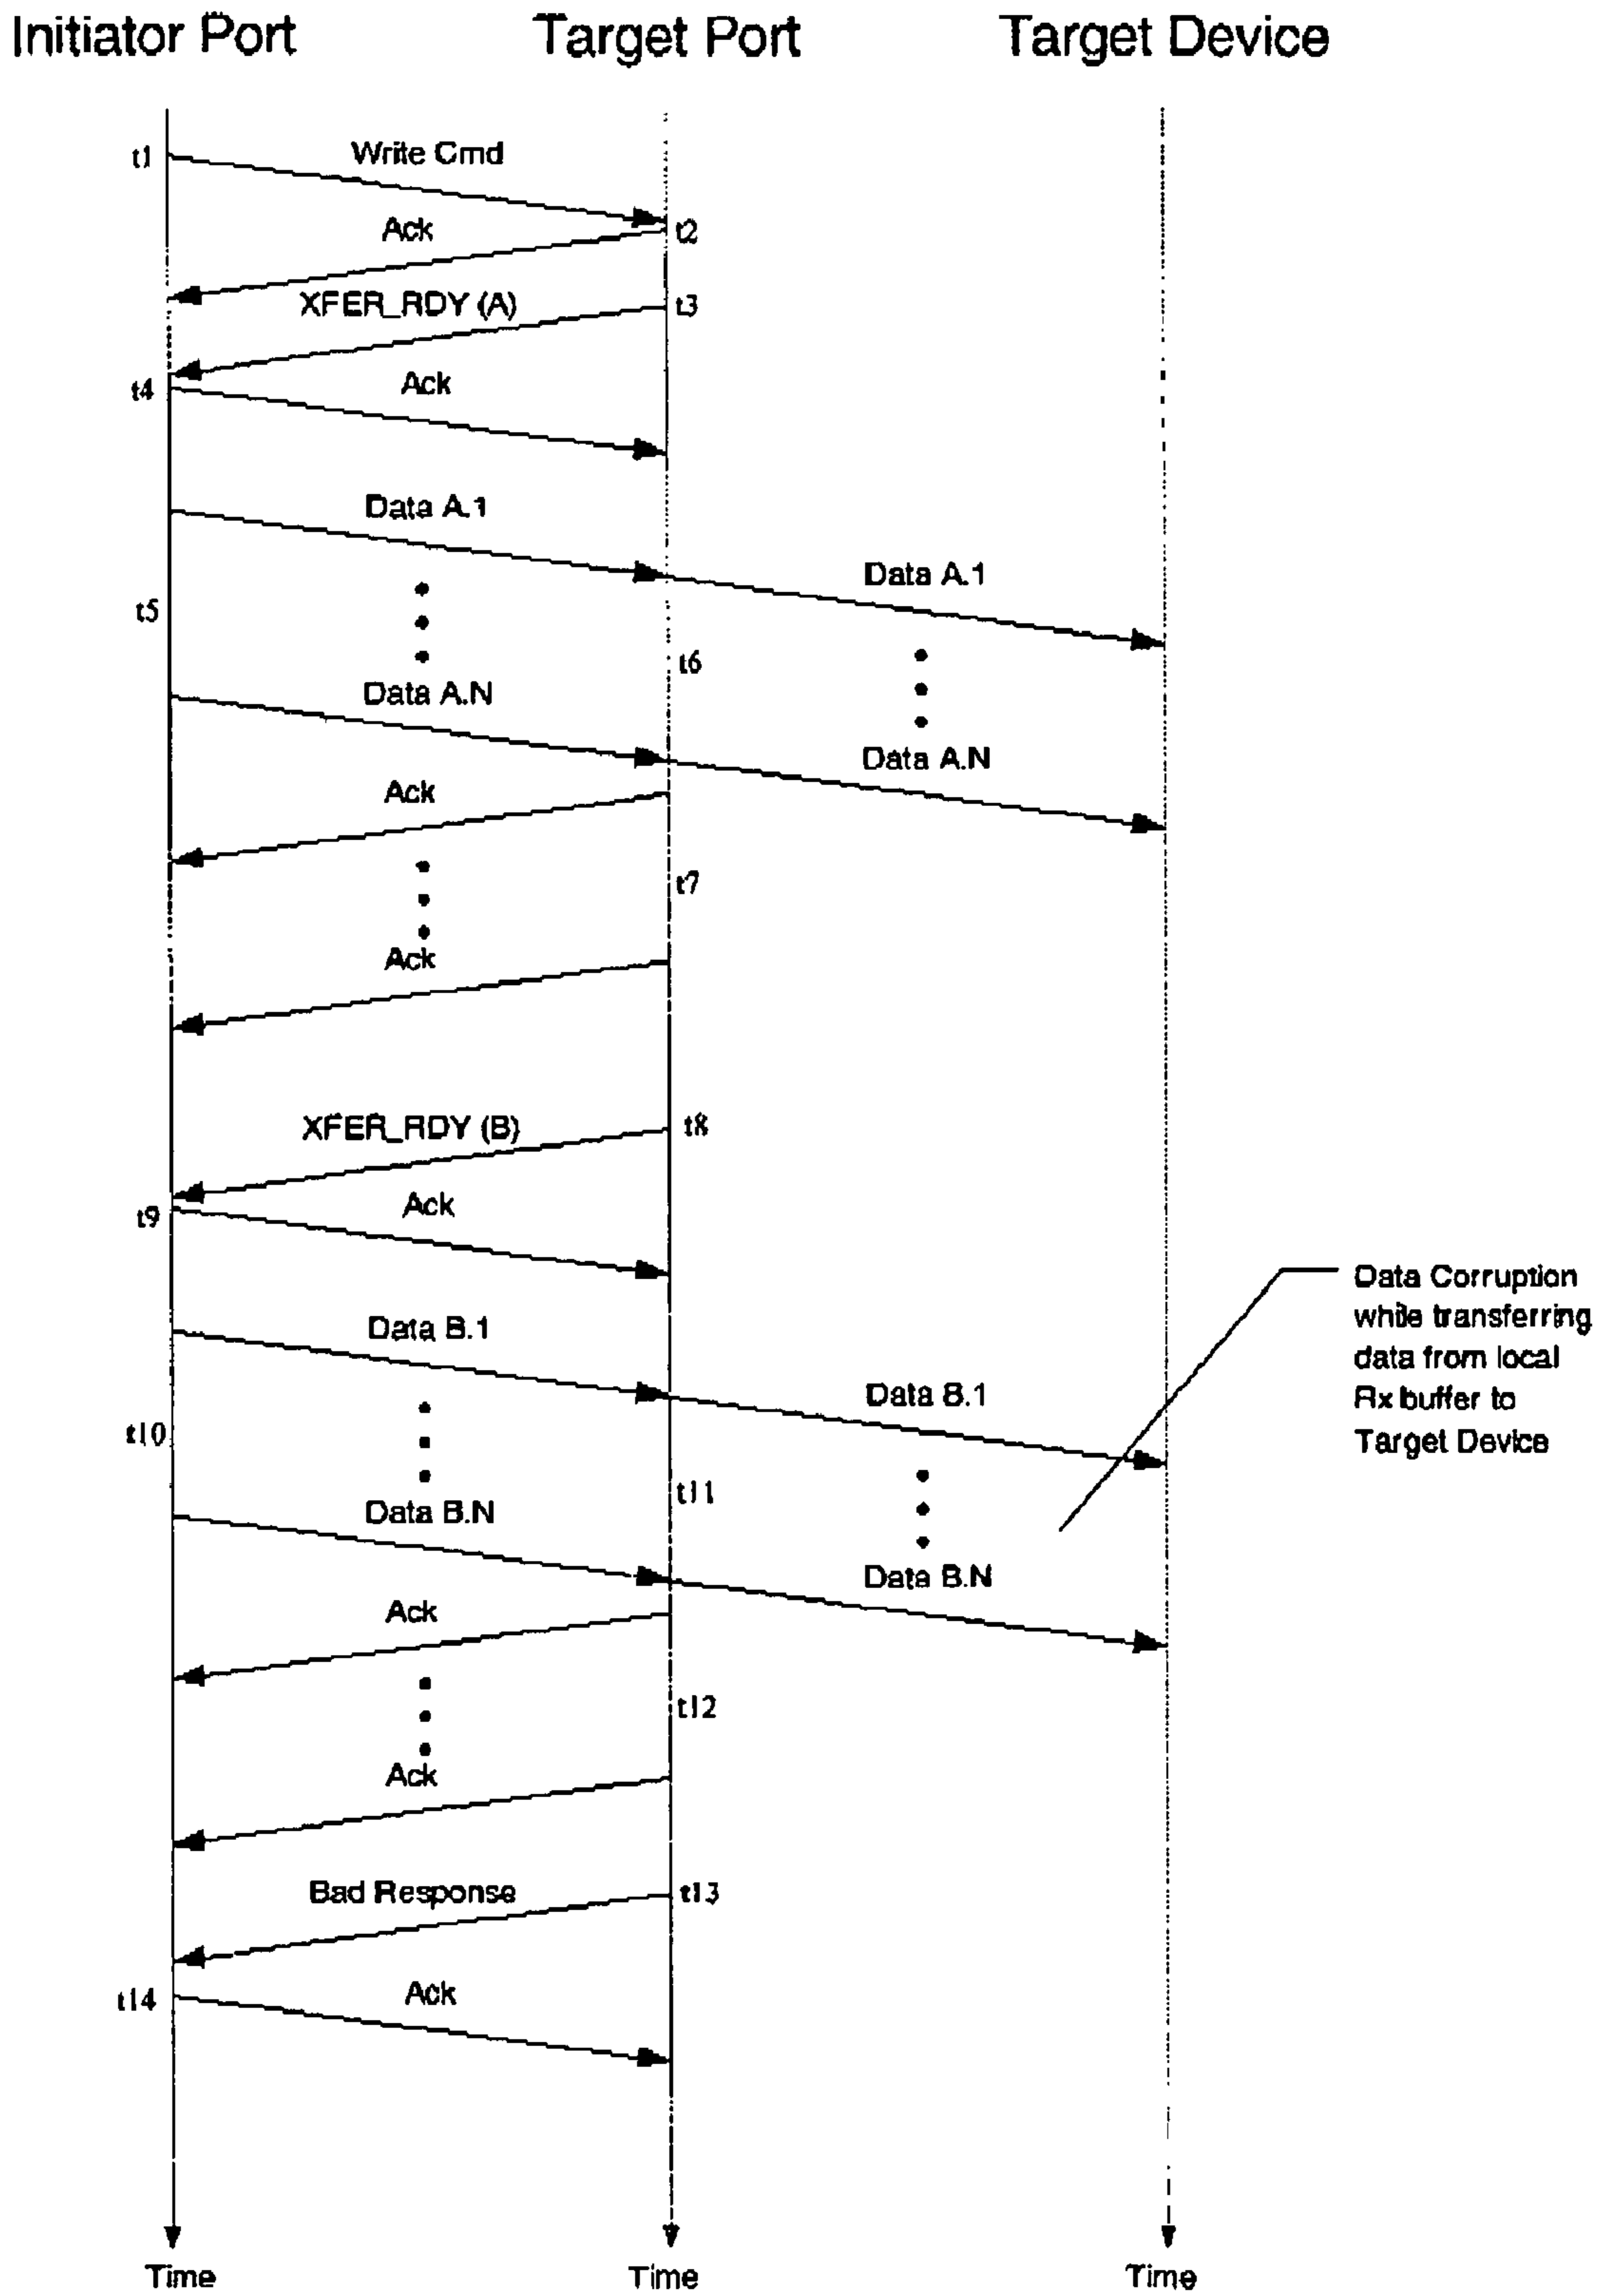 Initiator Port Target Port Target Device
t1 Write Cmd
Ack t2
XFER_RDY (A) t3
t4 Ack
Data A.1
Data A.1
t5
t6
Data A.N
Data A.N
Ack
t7
Ack
XFER_RDY (B) t8
t9 Ack
Data Corruption
while transferring
data from local
Rx buffer to
Target Device
Data B.1
Data B.1
t10
t11
Data B.N
Data B.N
Ack
t12
Ack
Bad Response t13
t14 Ack
Time Time Time